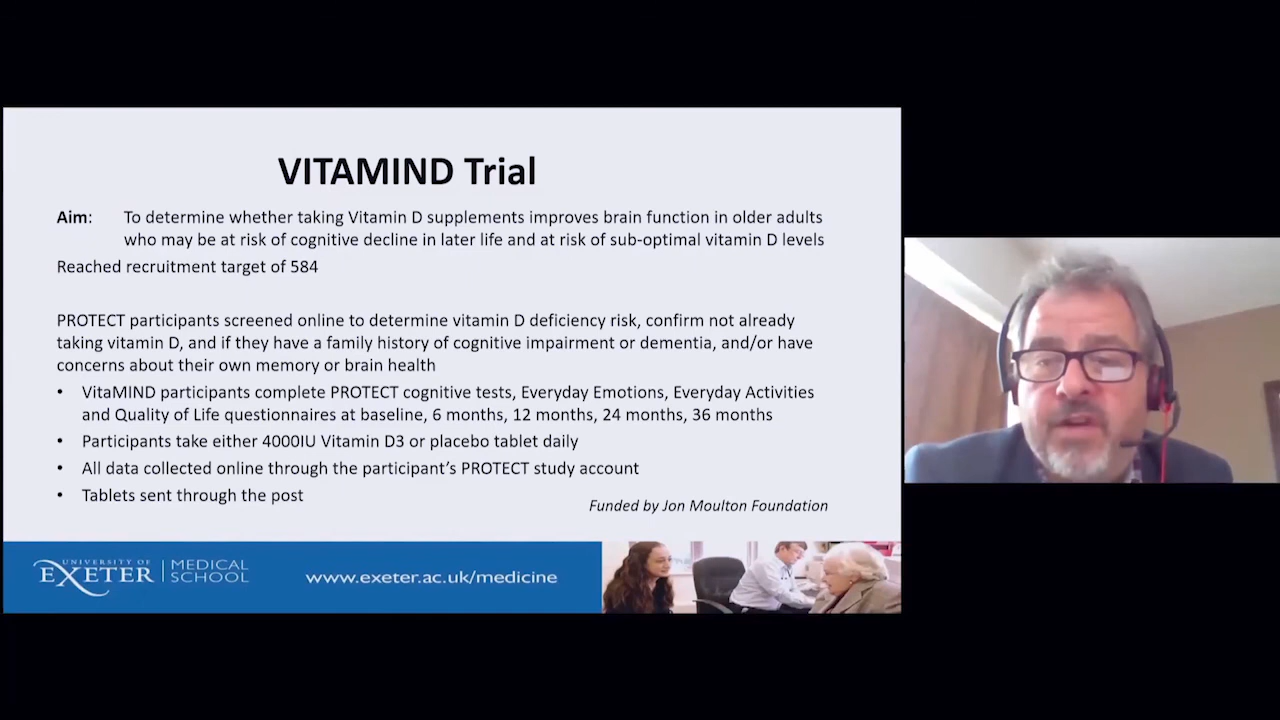 VITAMIND Trial
Aim: To determine whether taking Vitamin D supplements improves brain function in older adults
who may be at risk of cognitive decline in later life and at risk of sub-optimal vitamin D levels
Reached recruitment target of 584
PROTECT participants screened online to determine vitamin D deficiency risk, confirm not already
taking vitamin D, and if they have a family history of cognitive impairment or dementia, and/or have
concerns about their own memory or brain health
• VitaMIND participants complete PROTECT cognitive tests, Everyday Emotions, Everyday Activities
and Quality of Life questionnaires at baseline, 6 months, 12 months, 24 months, 36 months
• Participants take either 4000IU Vitamin D3 or placebo tablet daily
• All data collected online through the participant's PROTECT study account
• Tablets sent through the post
Funded by Jon Moulton Foundation
UNIVERSITY OF
EXETER
MEDICAL
SCHOOL
www.exeter.ac.uk/medicine